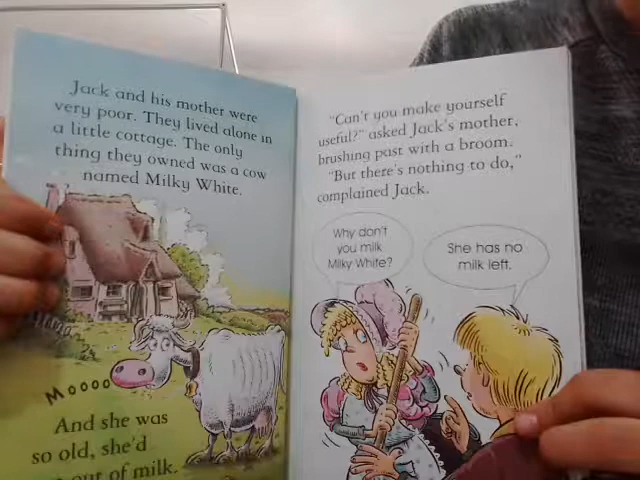 Jack and his mother were
very poor. They lived alone in
a little cottage. The only
thing they owned was a cow
named Milky White.
Moooo
And she was
so old, she'd
out of milk.
"Can't you make yourself
useful?" asked Jack's mother,
brushing past with a broom.
"But there's nothing to do,"
complained Jack.
Why don't
you milk
Milky White?
She has no
milk left.